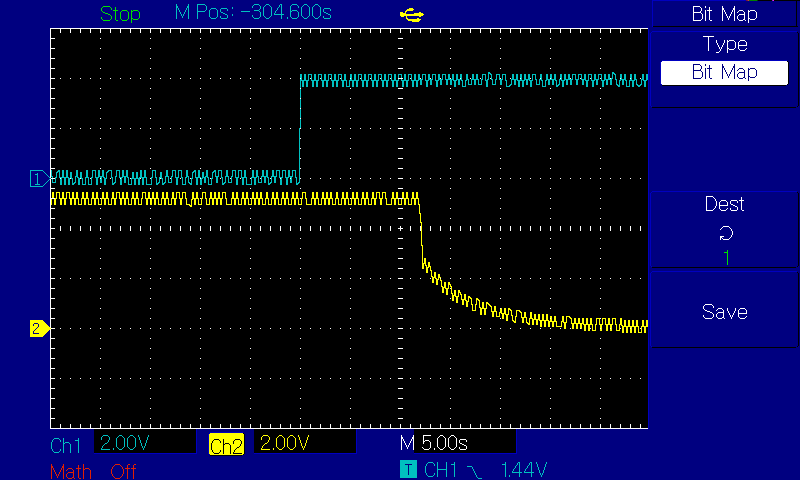 Stop M Pos: -304.600s
Bit Map
Type
Bit Map
1
2
Dest
1
Save
Ch1 2.00V Ch2 2.00V M 5.00s
Math Off T CH1 1.44V